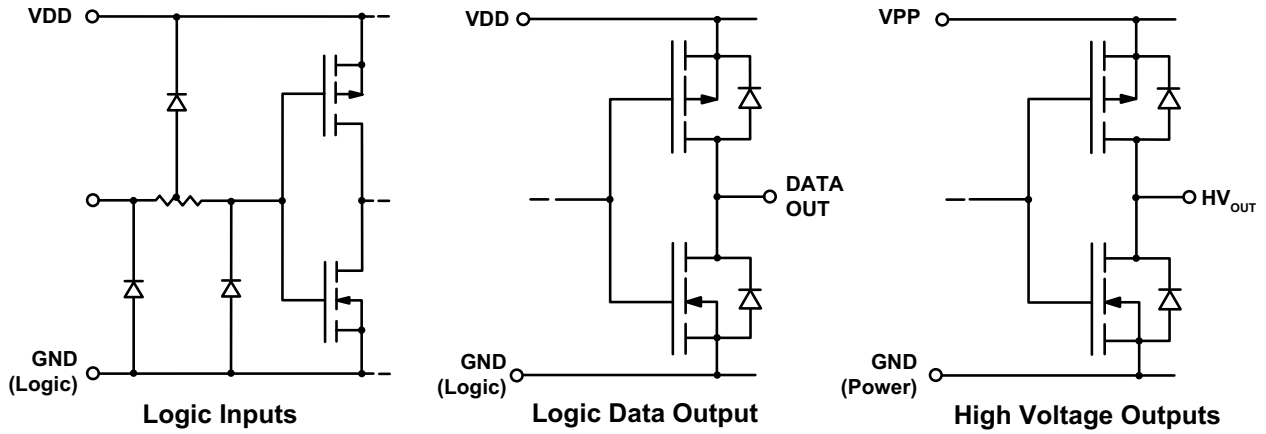 VDD
GND
(Logic)
Logic Inputs
VDD
DATA
OUT
GND
(Logic)
Logic Data Output
VPP
HVOUT
GND
(Power)
High Voltage Outputs